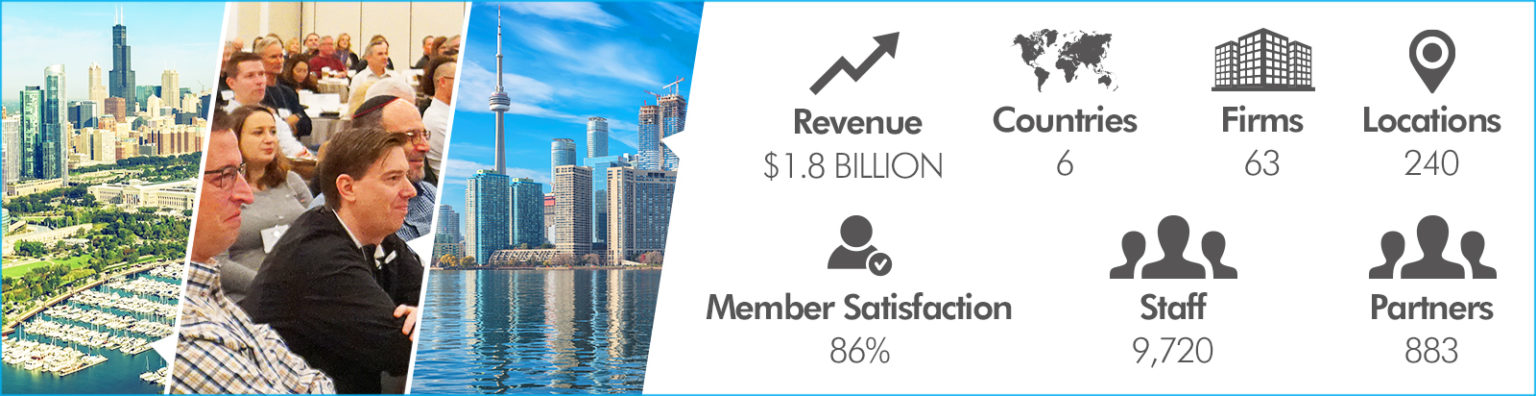 Revenue
$1.8 BILLION
Countries
6
Firms
63
Locations
240
Member Satisfaction
86%
Staff
9,720
Partners
883